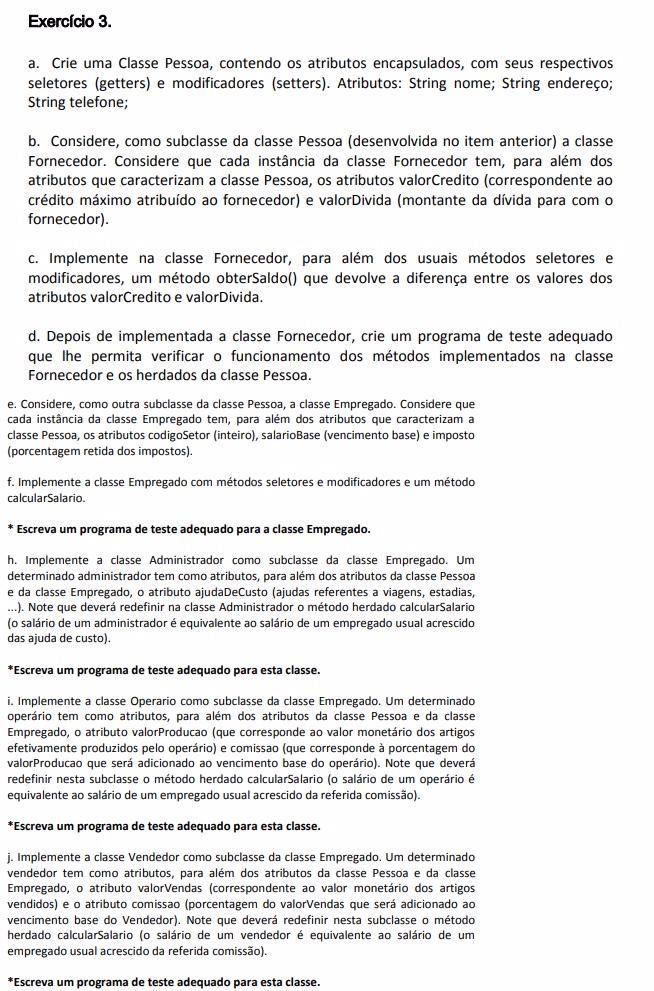 Exercício 3.
a. Crie uma Classe Pessoa, contendo os atributos encapsulados, com seus respectivos
seletores (getters) e modificadores (setters). Atributos: String nome; String endereço;
String telefone;
b. Considere, como subclasse da classe Pessoa (desenvolvida no item anterior) a classe
Fornecedor. Considere que cada instância da classe Fornecedor tem, para além dos
atributos que caracterizam a classe Pessoa, os atributos valorCredito (correspondente ao
crédito máximo atribuído ao fornecedor) e valorDivida (montante da dívida para com o
fornecedor).
c. Implemente na classe Fornecedor, para além dos usuais métodos seletores e
modificadores, um método obterSaldo() que devolve a diferença entre os valores dos
atributos valorCredito e valorDivida.
d. Depois de implementada a classe Fornecedor, crie um programa de teste adequado
que lhe permita verificar o funcionamento dos métodos implementados na classe
Fornecedor e os herdados da classe Pessoa.
e. Considere, como outra subclasse da classe Pessoa, a classe Empregado. Considere que
cada instância da classe Empregado tem, para além dos atributos que caracterizam a
classe Pessoa, os atributos codigoSetor (inteiro), salarioBase (vencimento base) e imposto
(porcentagem retida dos impostos).
f. Implemente a classe Empregado com métodos seletores e modificadores e um método
calcularSalario.
* Escreva um programa de teste adequado para a classe Empregado.
h. Implemente a classe Administrador como subclasse da classe Empregado. Um
determinado administrador tem como atributos, para além dos atributos da classe Pessoa
e da classe Empregado, o atributo ajudaDeCusto (ajudas referentes a viagens, estadias,
...). Note que deverá redefinir na classe Administrador o método herdado calcularSalario
(o salário de um administrador é equivalente ao salário de um empregado usual acrescido
das ajuda de custo).
*Escreva um programa de teste adequado para esta classe.
i. Implemente a classe Operario como subclasse da classe Empregado. Um determinado
operário tem como atributos, para além dos atributos da classe Pessoa e da classe
Empregado, o atributo valorProducao (que corresponde ao valor monetário dos artigos
efetivamente produzidos pelo operário) e comissao (que corresponde à porcentagem do
valorProducao que será adicionado ao vencimento base do operário). Note que deverá
redefinir nesta subclasse o método herdado calcularSalario (o salário de um operário é
equivalente ao salário de um empregado usual acrescido da referida comissão).
*Escreva um programa de teste adequado para esta classe.
j. Implemente a classe Vendedor como subclasse da classe Empregado. Um determinado
vendedor tem como atributos, para além dos atributos da classe Pessoa e da classe
Empregado, o atributo valorVendas (correspondente ao valor monetário dos artigos
vendidos) e o atributo comissao (porcentagem do valorVendas que será adicionado ao
vencimento base do Vendedor). Note que deverá redefinir nesta subclasse o método
herdado calcularSalario (o salário de um vendedor é equivalente ao salário de um
empregado usual acrescido da referida comissão).
*Escreva um programa de teste adequado para esta classe.